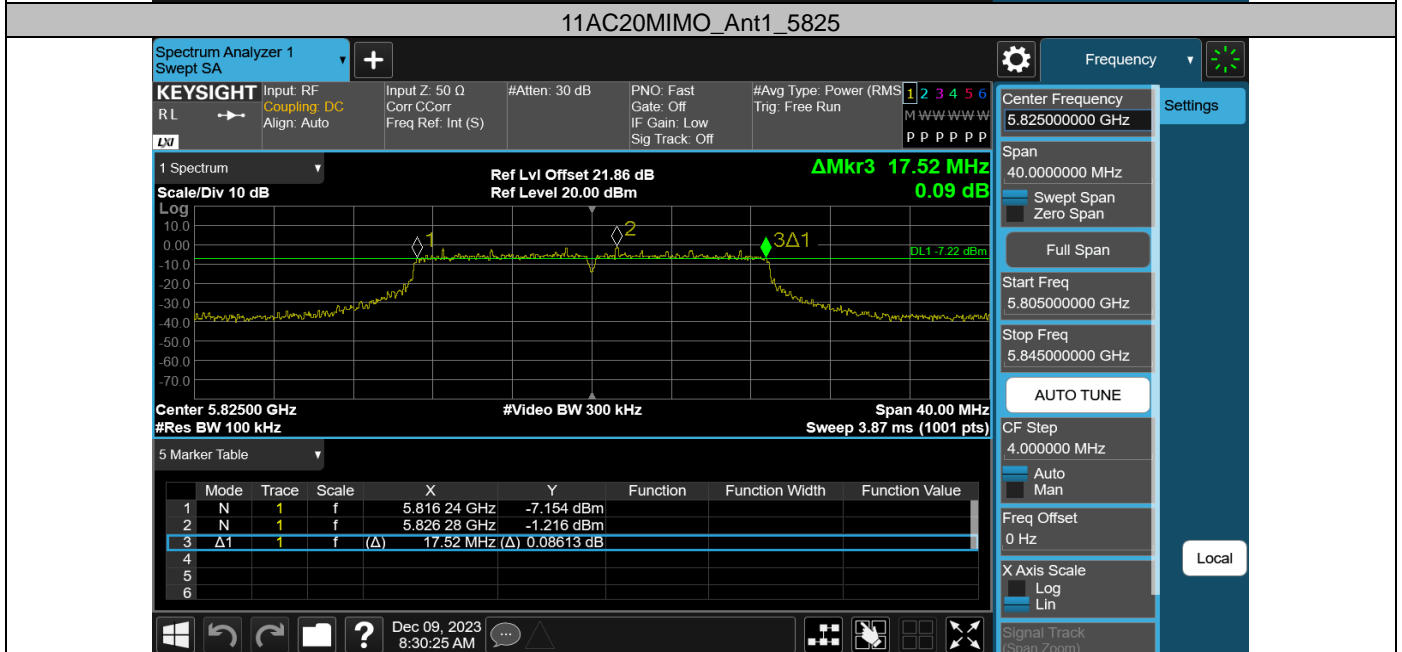 11AC20MIMO_Ant1_5825
Spectrum Analyzer 1
Swept SA
Frequency
KEYSIGHT Input: RF Input Z: 50 Ω #Atten: 30 dB PNO: Fast #Avg Type: Power (RMS 1 2 3 4 5 6
RL Coupling: DC Corr CCorr Gate: Off Trig: Free Run M W W W W W
Align: Auto Freq Ref: Int (S) IF Gain: Low
LXI Sig Track: Off P P P P P P
1 Spectrum
Ref Lvl Offset 21.86 dB ΔMkr3 17.52 MHz
Scale/Div 10 dB Ref Level 20.00 dBm 0.09 dB
Log
10.0
0.00
-10.0
-20.0
-30.0
-40.0
-50.0
-60.0
-70.0
1
2
3Δ1
DL1 -7.22 dBm
Center 5.82500 GHz #Video BW 300 kHz Span 40.00 MHz
#Res BW 100 kHz Sweep 3.87 ms (1001 pts)
5 Marker Table
Mode Trace Scale X Y Function Function Width Function Value
1 N 1 f 5.816 24 GHz -7.154 dBm
2 N 1 f 5.826 28 GHz -1.216 dBm
3 Δ1 1 f (Δ) 17.52 MHz (Δ) 0.08613 dB
4
5
6
Dec 09, 2023
8:30:25 AM
Center Frequency
5.825000000 GHz
Settings
Span
40.0000000 MHz
Swept Span
Zero Span
Full Span
Start Freq
5.805000000 GHz
Stop Freq
5.845000000 GHz
AUTO TUNE
CF Step
4.000000 MHz
Auto
Man
Freq Offset
0 Hz
X Axis Scale
Log
Lin
Local
Signal Track
(Span Zoom)